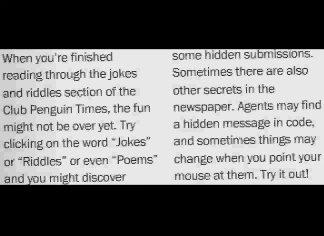 When you're finished
reading through the jokes
and riddles section of the
Club Penguin Times, the fun
might not be over yet. Try
clicking on the word "Jokes"
or "Riddles" or even "Poems"
and you might discover
some hidden submissions.
Sometimes there are also
other secrets in the
newspaper. Agents may find
a hidden message in code,
and sometimes things may
change when you point your
mouse at them. Try it out!